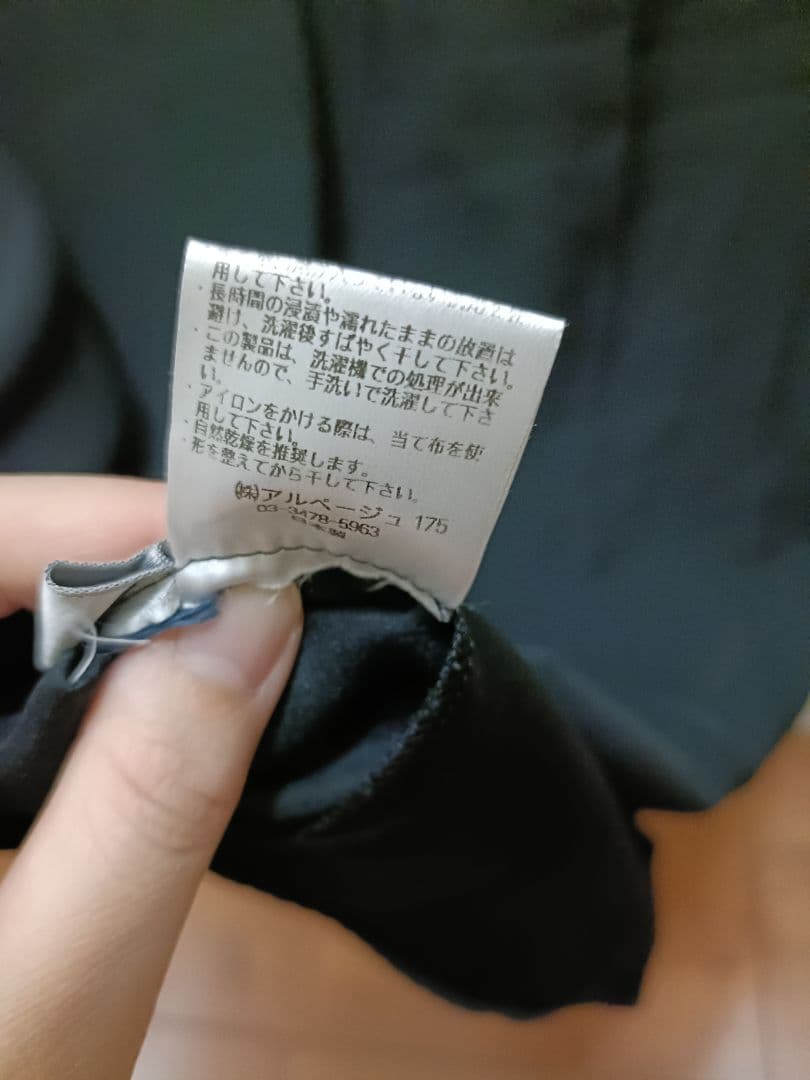 用して下さい。
・長時間の浸漬や濡れたままの放置は
避け、洗濯後すばやく干して下さい。
・この製品は、洗濯機での処理が出来
ませんので、手洗いで洗濯して下さ
い。
・アイロンをかける際は、当て布を使
用して下さい。
・自然乾燥を推奨します。
・形を整えてから干して下さい。
㈱アルページュ 175
03-3478-5963
日本製